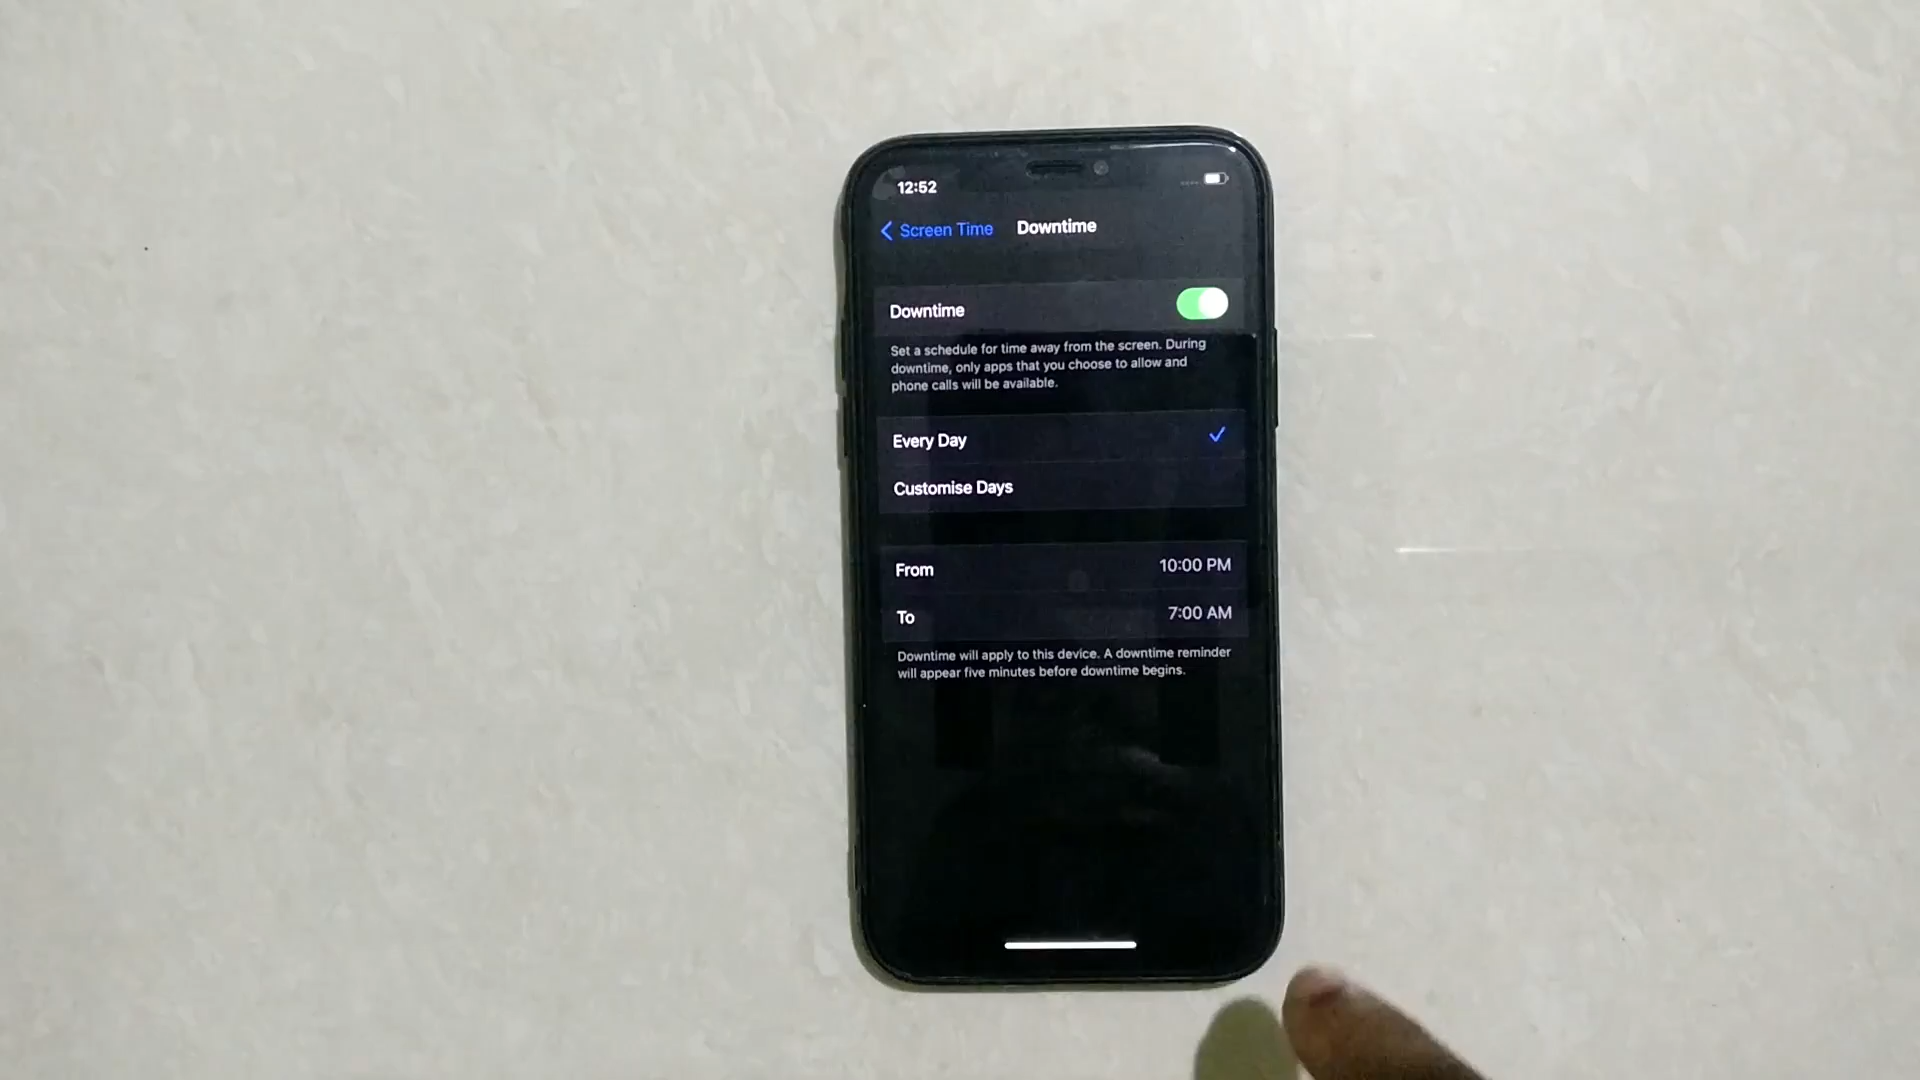 12:52
Screen Time Downtime
Downtime
Set a schedule for time away from the screen. During
downtime, only apps that you choose to allow and
phone calls will be available.
Every Day
Customise Days
From 10:00 PM
To 7:00 AM
Downtime will apply to this device. A downtime reminder
will appear five minutes before downtime begins.